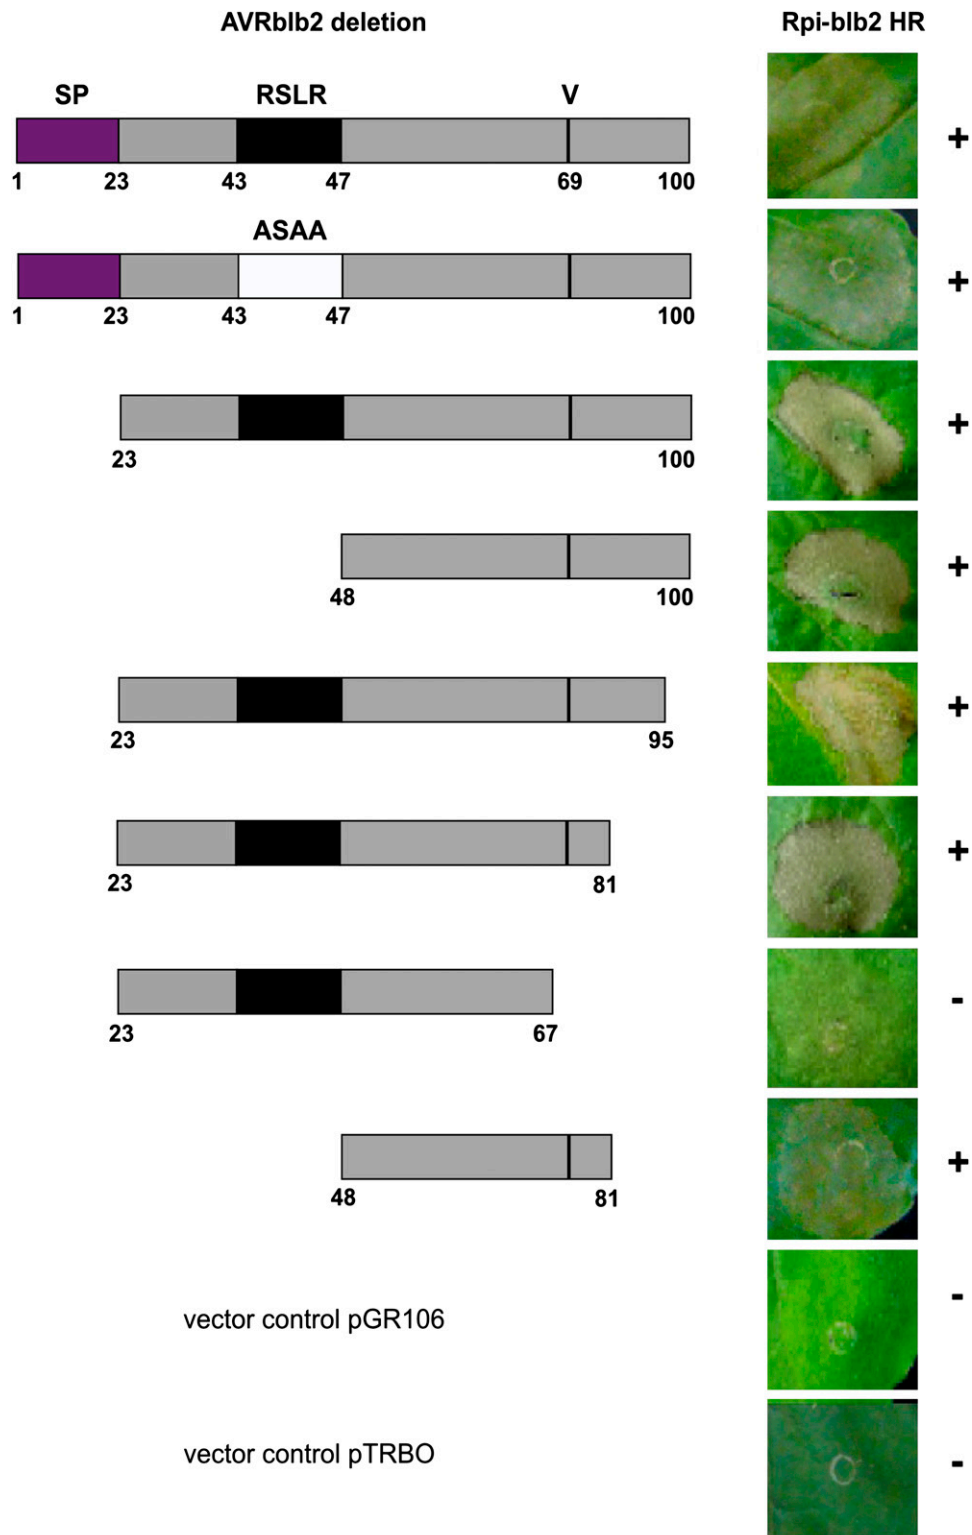 AVRblb2 deletion Rpi-blb2 HR
SP RSLR V
+
1 23 43 47 69 100
ASAA
+
1 23 43 47 100
+
23 100
+
48 100
+
23 95
+
23 81
-
23 67
+
48 81
-
vector control pGR106
vector control pTRBO
-